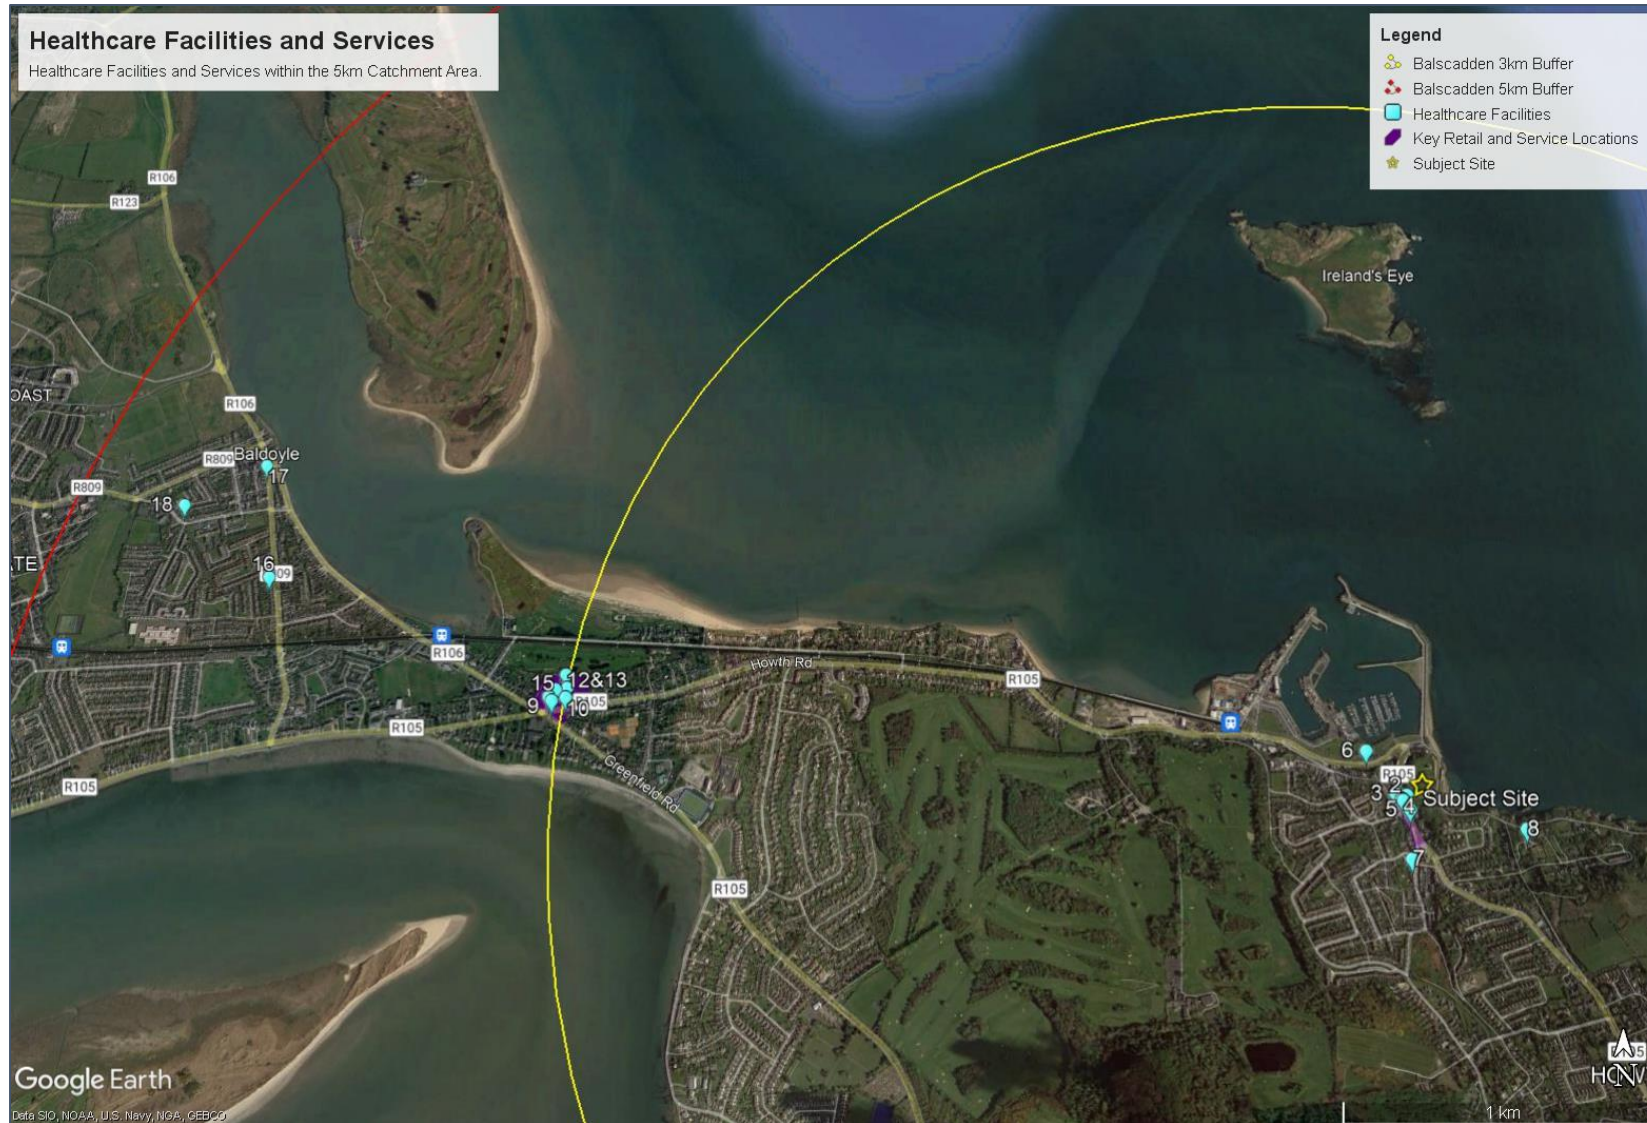 Healthcare Facilities and Services
Healthcare Facilities and Services within the 5km Catchment Area.
Legend
Balscadden 3km Buffer
Balscadden 5km Buffer
Healthcare Facilities
Key Retail and Service Locations
Subject Site
R106
R123
Ireland's Eye
OAST
R106
R809
Baldoyle
17
R809
18
16
09
TE
R106
Howth Rd
15
12&13
9
10
R105
R105
R105
R105
Greenfield Rd
6
R105
3
2
5
4
Subject Site
8
7
R105
Google Earth
Data SIO, NOAA, U.S. Navy, NGA, GEBCO
N
1 km